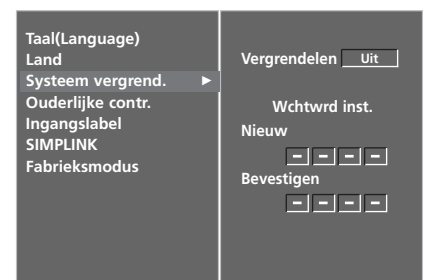 Taal(Language)
Land
Systeem vergrend. ►
Ouderlijke contr.
Ingangslabel
SIMPLINK
Fabrieksmodus
Vergrendelen Uit
Wchtwrd inst.
Nieuw
– – – –
Bevestigen
– – – –